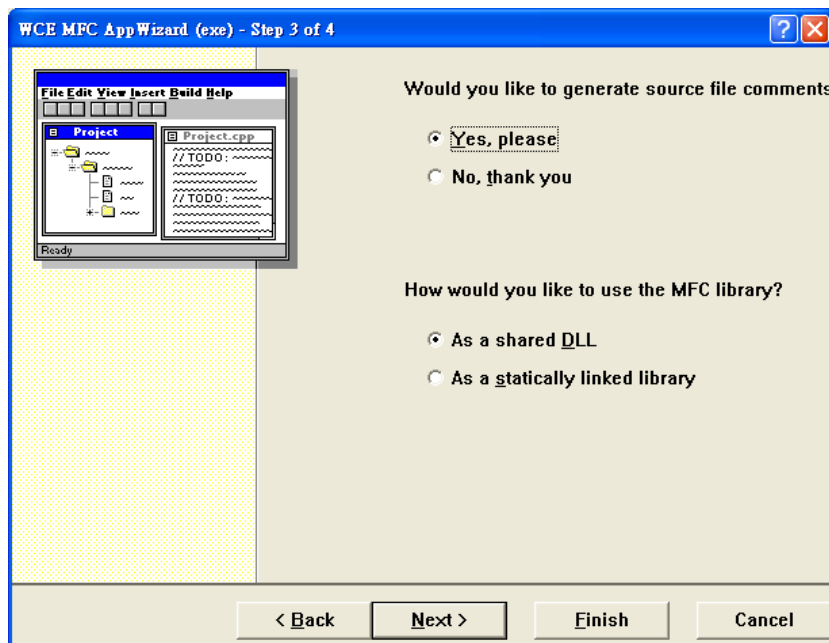 WCE MFC AppWizard (exe) - Step 3 of 4
File Edit View Insert Build Help
Project
Project.cpp
// TODO:
// TODO:
Ready
Would you like to generate source file comments
Yes, please
No, thank you
How would you like to use the MFC library?
As a shared DLL
As a statically linked library
< Back
Next >
Finish
Cancel